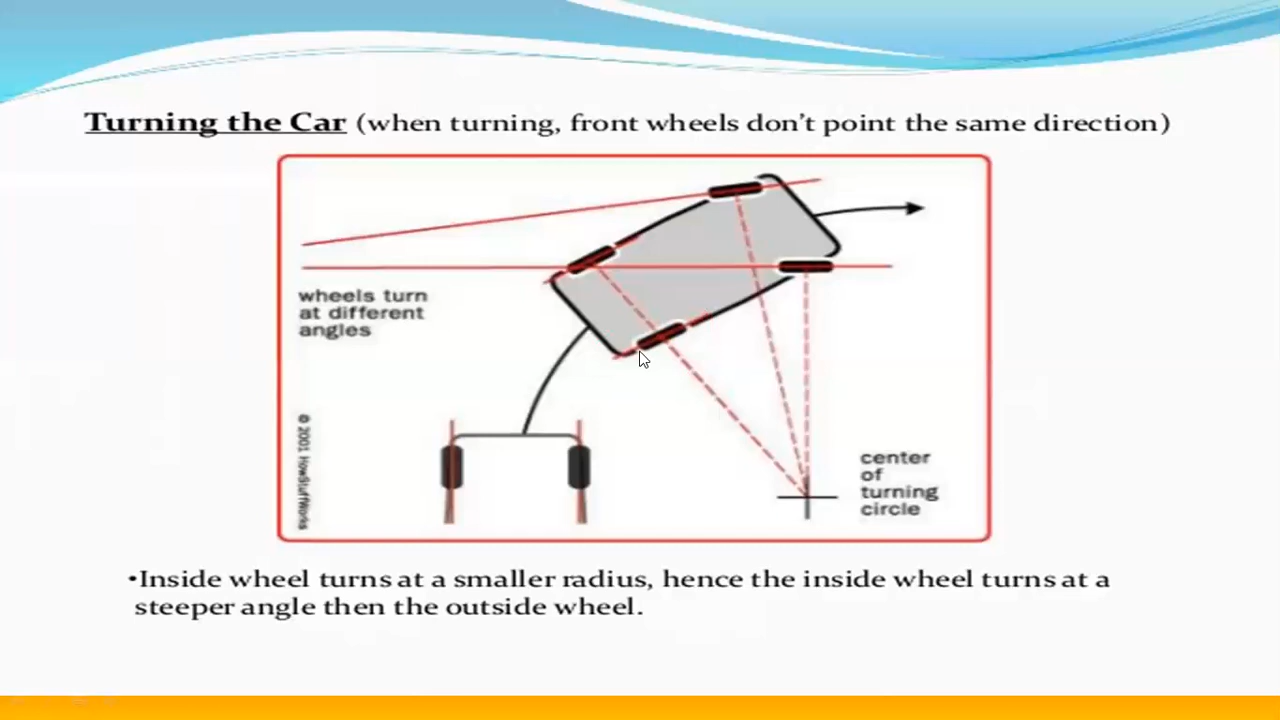 Turning the Car (when turning, front wheels don't point the same direction)
wheels turn
at different
angles
© 2001 HowStuffWorks
center
of
turning
circle
•Inside wheel turns at a smaller radius, hence the inside wheel turns at a
steeper angle then the outside wheel.